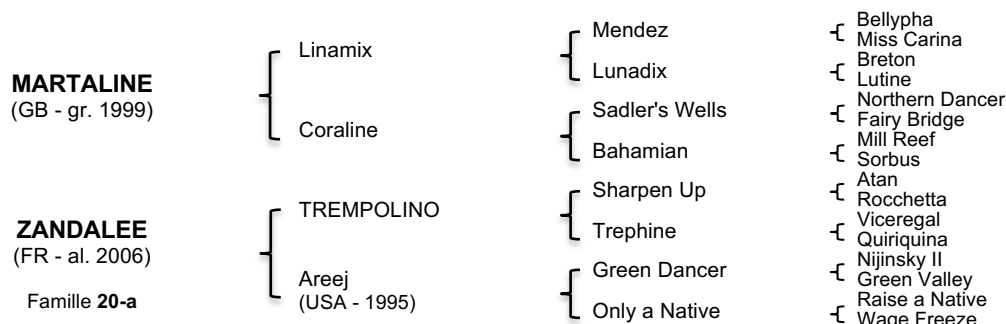 MARTALINE
(GB - gr. 1999)
Linamix
Coraline
Mendez
Lunadix
Sadler's Wells
Bahamian
Bellypha
Miss Carina
Breton
Lutine
Northern Dancer
Fairy Bridge
Mill Reef
Sorbus
ZANDALEE
(FR - al. 2006)
Famille 20-a
TREMPOLINO
Areej
(USA - 1995)
Sharpen Up
Trephine
Green Dancer
Only a Native
Atan
Rocchetta
Viceregal
Quiriquina
Nijinsky II
Green Valley
Raise a Native
Wage Freeze